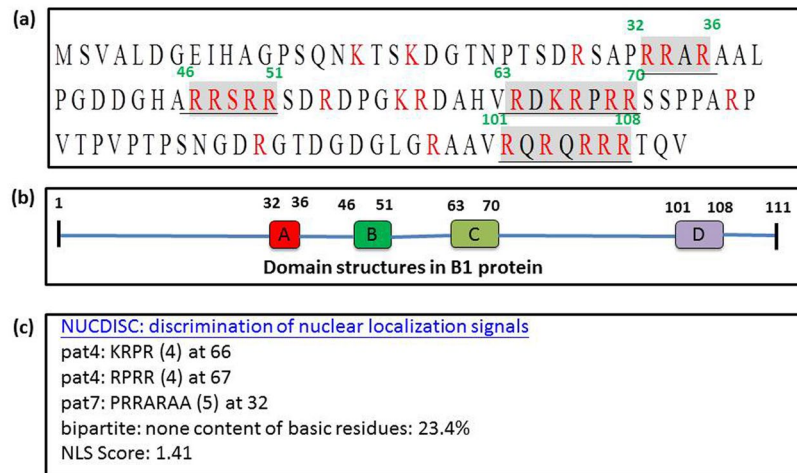 (a)
32 36
MSVALDGEIHAGPSQNKTSKDGTNPTSDRSAPRRARAAL
46 51 63 70
PGDDGHARRSRRSDRDPGKRDAHVRDKRPRRSSPPARP
101 108
VTPVPTPSNGDRGTDGDGLGRAAVRQRQRRRTQV
(b)
1 32 36 46 51 63 70 101 108 111
A B C D
Domain structures in B1 protein
(c)
NUCDISC: discrimination of nuclear localization signals
pat4: KRPR (4) at 66
pat4: RPRR (4) at 67
pat7: PRRARAA (5) at 32
bipartite: none content of basic residues: 23.4%
NLS Score: 1.41